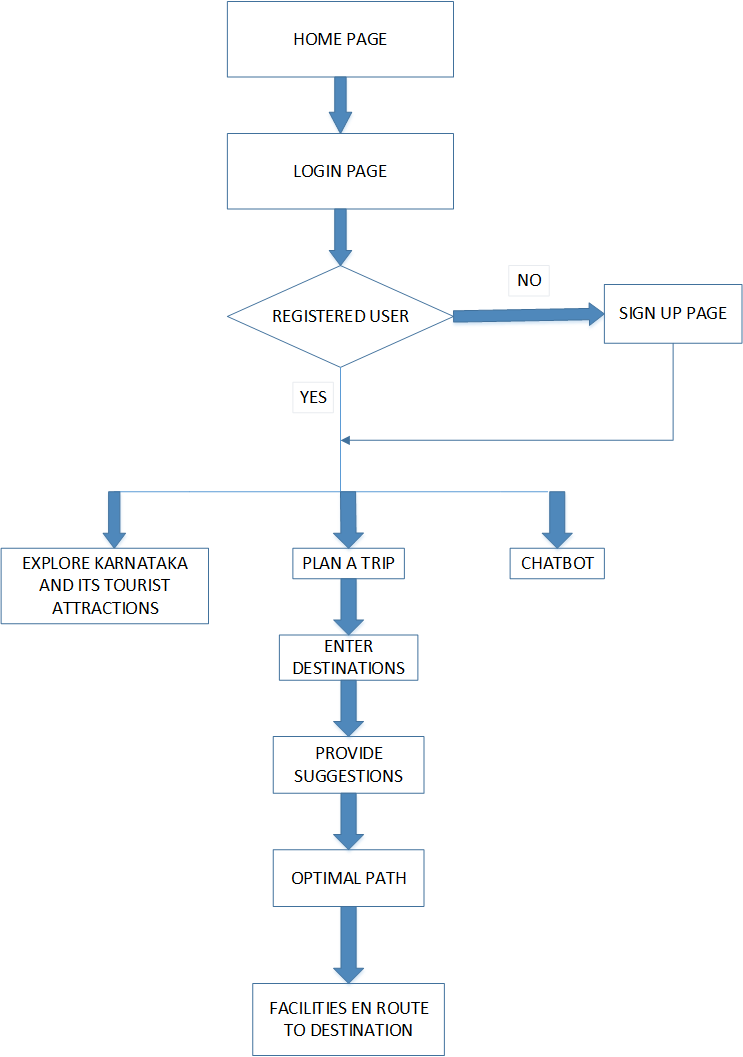 HOME PAGE
LOGIN PAGE
REGISTERED USER
NO
SIGN UP PAGE
YES
EXPLORE KARNATAKA
AND ITS TOURIST
ATTRACTIONS
PLAN A TRIP
CHATBOT
ENTER
DESTINATIONS
PROVIDE
SUGGESTIONS
OPTIMAL PATH
FACILITIES EN ROUTE
TO DESTINATION